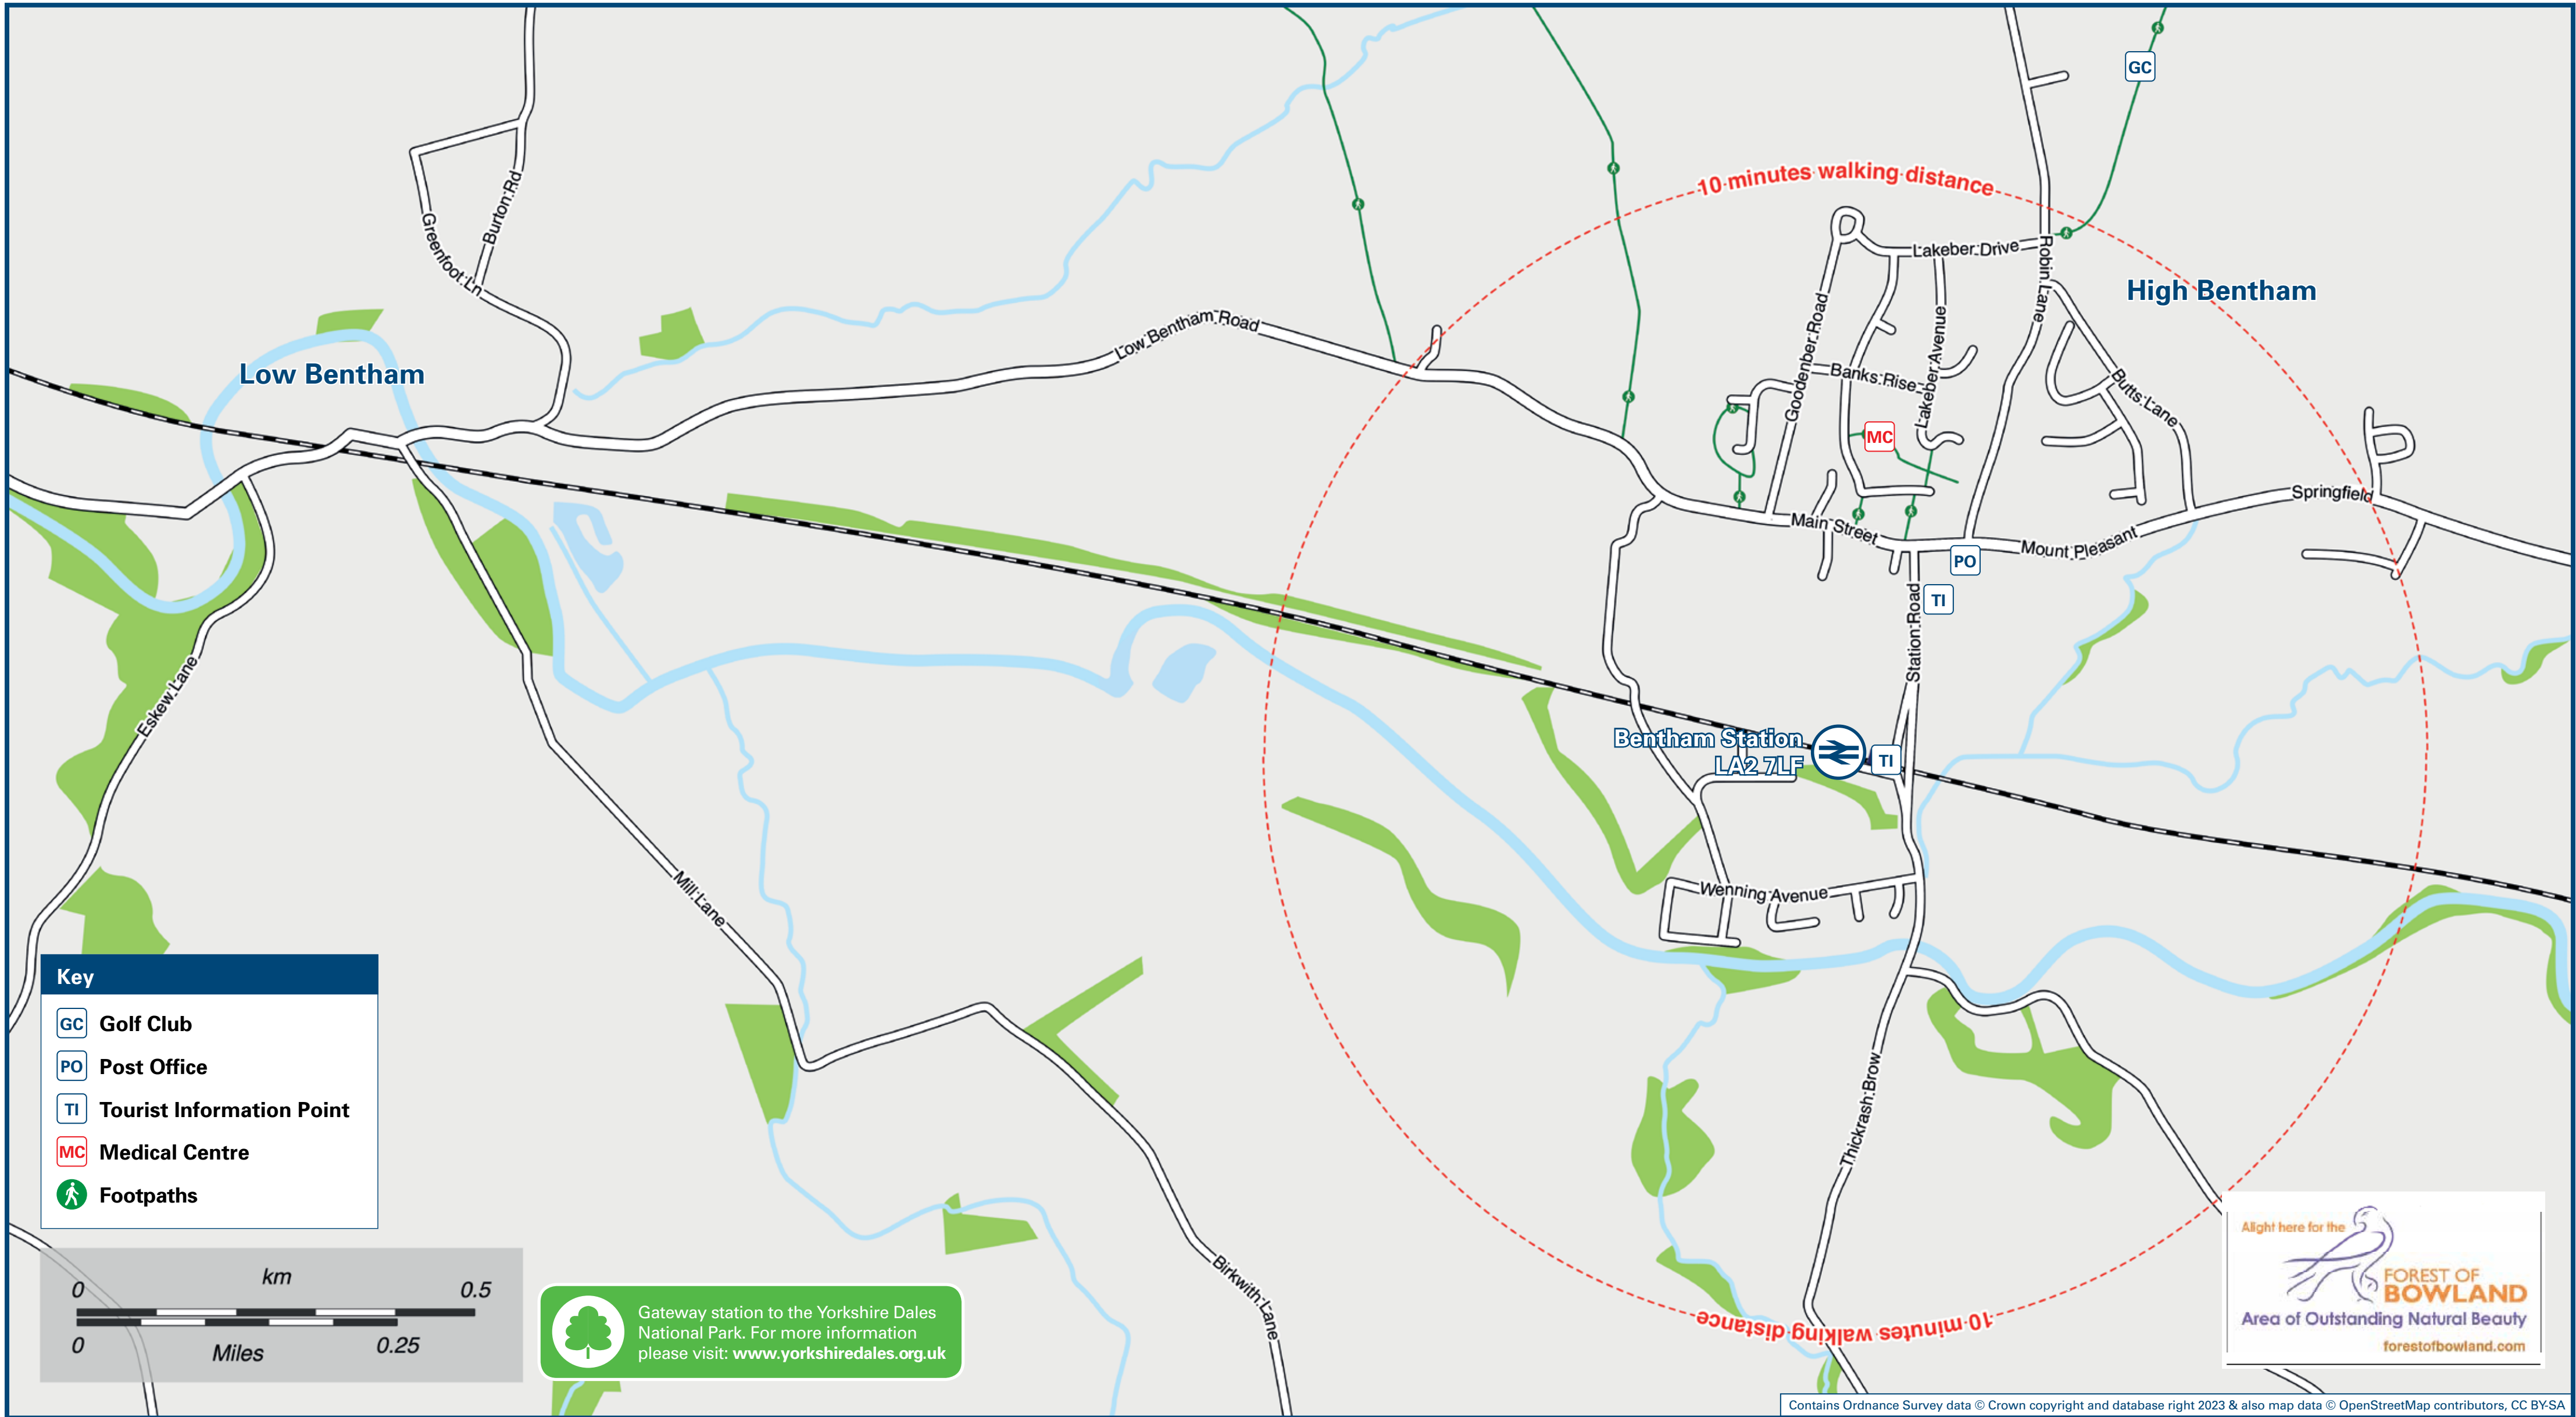 GC
10 minutes walking distance
Burton Rd
Greenfoot Ln
Lakeber Drive
Robin Lane
High Bentham
Goodenber Road
Lakeber Avenue
Low Bentham Road
Low Bentham
Banks Rise
Butts Lane
MC
Springfield
Main Street
Mount Pleasant
PO
TI
Station Road
Eskew Lane
Bentham Station
LA2 7LF
TI
Mill Lane
Wenning Avenue
Thickrash Brow
Birkwith Lane
10 minutes walking distance
Key
GC Golf Club
PO Post Office
TI Tourist Information Point
MC Medical Centre
Footpaths
km
0 0.5
0 0.25
Miles
Gateway station to the Yorkshire Dales
National Park. For more information
please visit: www.yorkshiredales.org.uk
Alight here for the
FOREST OF
BOWLAND
Area of Outstanding Natural Beauty
forestofbowland.com
Contains Ordnance Survey data © Crown copyright and database right 2023 & also map data © OpenStreetMap contributors, CC BY-SA